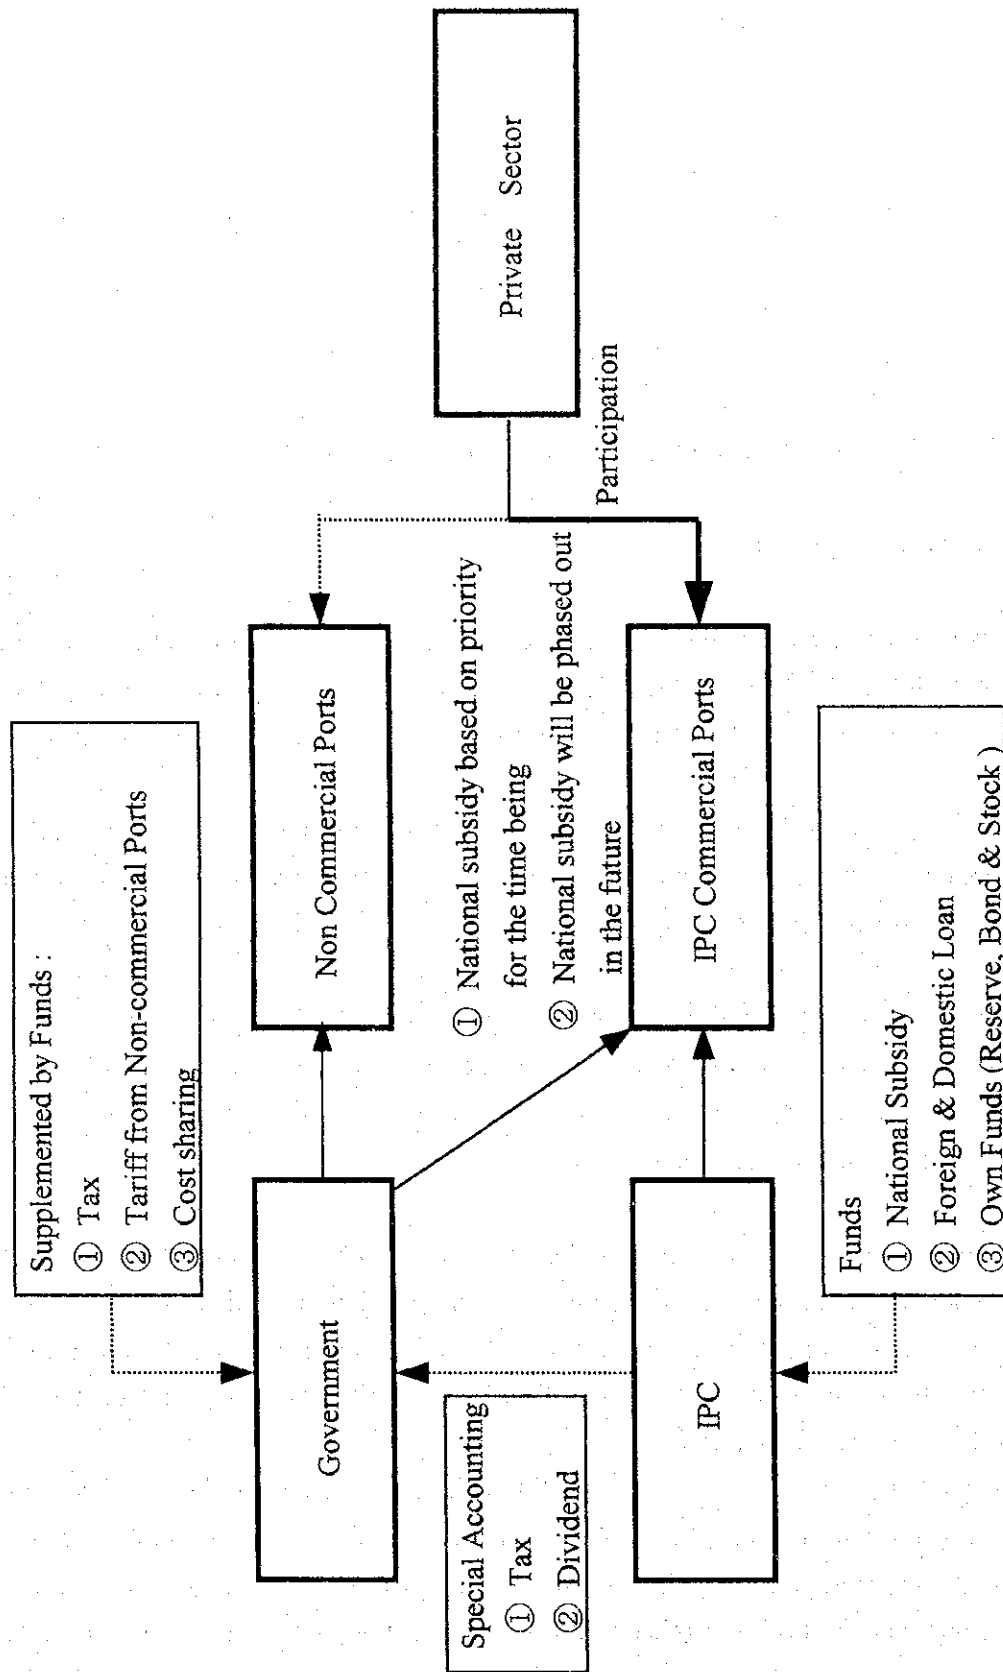 Supplemented by Funds :
① Tax
② Tariff from Non-commercial Ports
③ Cost sharing
Government
Non Commercial Ports
Special Accounting
① Tax
② Dividend
① National subsidy based on priority
for the time being
② National subsidy will be phased out
in the future
Private Sector
Participation
IPC
IPC Commercial Ports
Funds
① National Subsidy
② Foreign & Domestic Loan
③ Own Funds (Reserve, Bond & Stock )